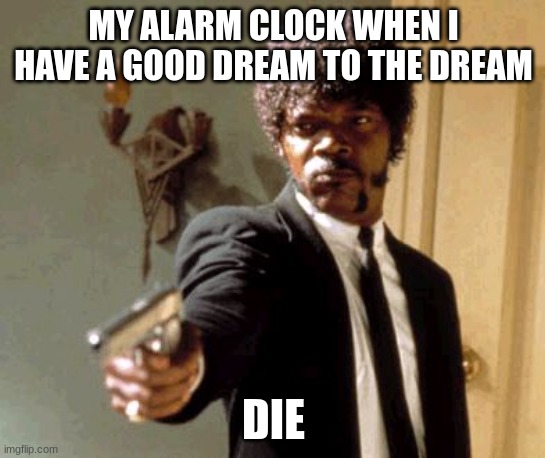 MY ALARM CLOCK WHEN I
HAVE A GOOD DREAM TO THE DREAM
DIE
imgflip.com